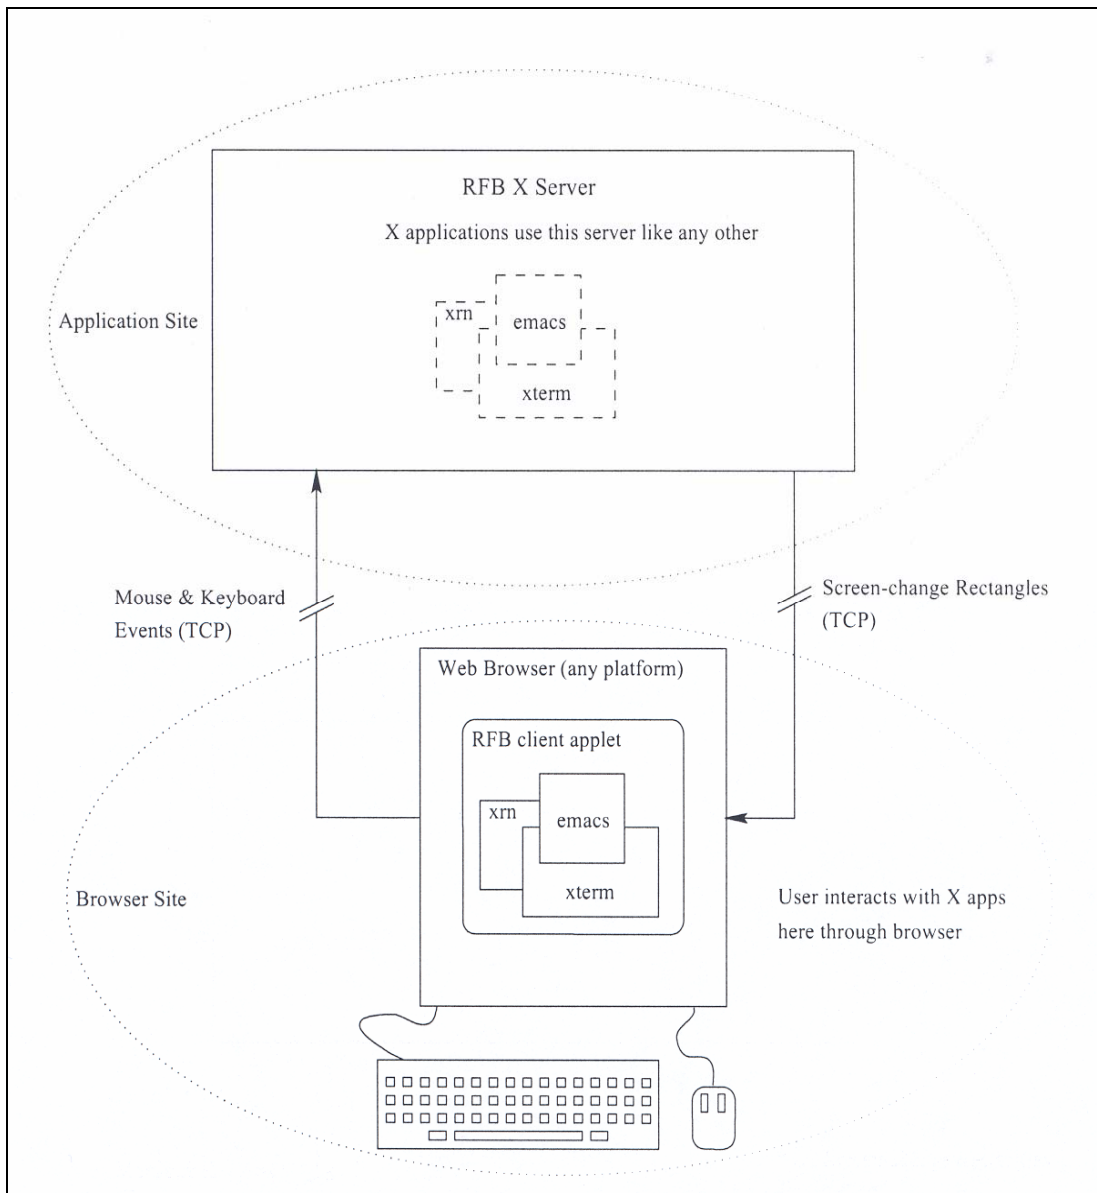 RFB X Server
X applications use this server like any other
xrn
emacs
xterm
Application Site
Mouse & Keyboard
Events (TCP)
Screen-change Rectangles
(TCP)
Web Browser (any platform)
RFB client applet
xrn
emacs
xterm
Browser Site
User interacts with X apps
here through browser